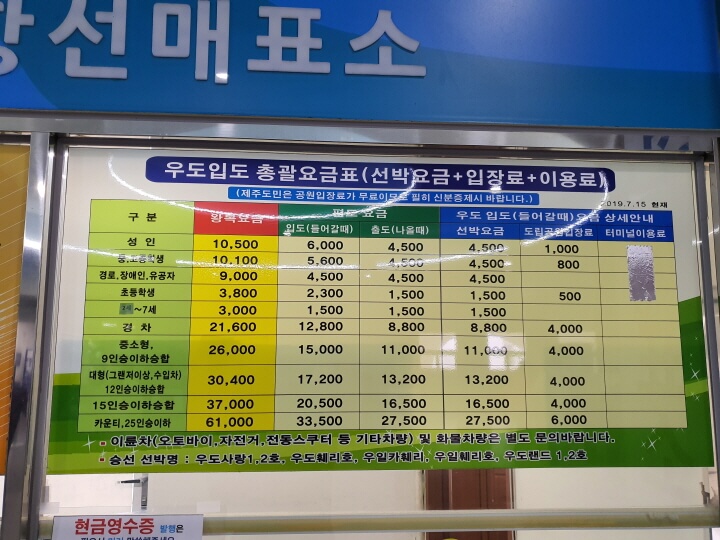 항선매표소
우도입도 총괄요금표(선박요금+입장료+이용료)
(제주도민은 공원입장료가 무료이므로 필히 신분증제시 바랍니다.)
2019.7.15 현재
구 분 왕복요금 편도 요금 우도 입도(들어갈때)요금 상세안내
입도(들어갈때) 출도(나올때) 선박요금 도립공원입장료 터미널이용료
성 인 10,500 6,000 4,500 4,500 1,000
중,고등학생 10,100 5,600 4,500 4,500 800
경로,장애인,유공자 9,000 4,500 4,500 4,500
초등학생 3,800 2,300 1,500 1,500 500
~7세 3,000 1,500 1,500 1,500
경 차 21,600 12,800 8,800 8,800 4,000
중소형, 9인승이하승합 26,000 15,000 11,000 11,000 4,000
대형(그랜저이상,수입차) 12인승이하승합 30,400 17,200 13,200 13,200 4,000
15인승이하승합 37,000 20,500 16,500 16,500 4,000
카운티,25인승이하 61,000 33,500 27,500 27,500 6,000
- 이륜차(오토바이,자전거,전동스쿠터 등 기타차량) 및 화물차량은 별도 문의바랍니다.
- 승선 선박명 : 우도사랑1,2호, 우도훼리호, 우일카훼리, 우일훼리호, 우도랜드 1,2호
현금영수증 발행은